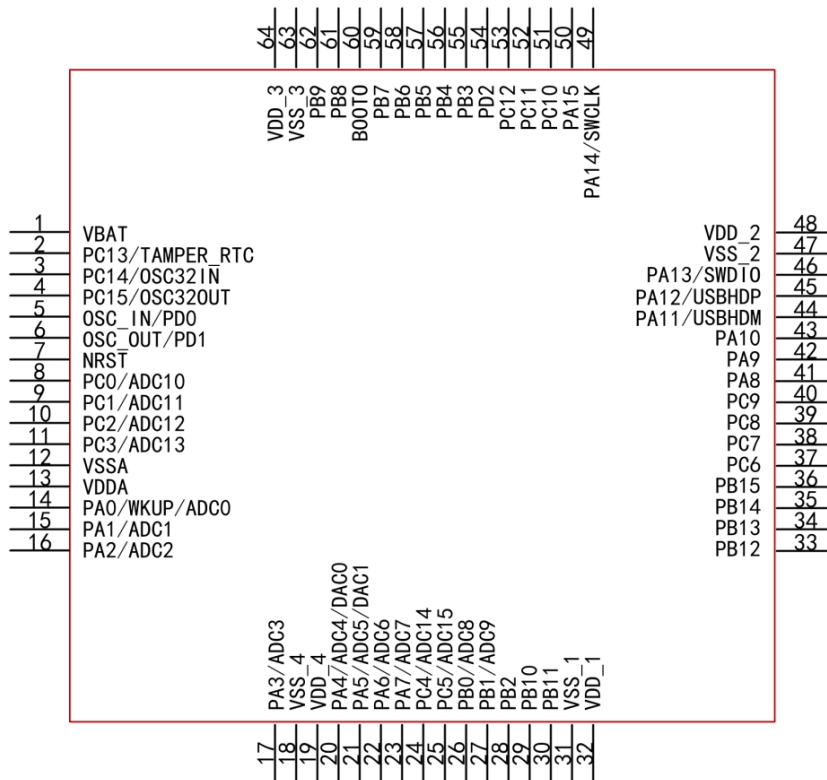 64 63 62 61 60 59 58 57 56 55 54 53 52 51 50 49
VDD_3
VSS_3
PB9
PB8
BOOT0
PB7
PB6
PB5
PB4
PB3
PD2
PC12
PC11
PC10
PA15
PA14/SWCLK
1 VBAT
2 PC13/TAMPER_RTC
3 PC14/OSC32IN
4 PC15/OSC32OUT
5 OSC_IN/PD0
6 OSC_OUT/PD1
7 NRST
8 PC0/ADC10
9 PC1/ADC11
10 PC2/ADC12
11 PC3/ADC13
12 VSSA
13 VDDA
14 PA0/WKUP/ADC0
15 PA1/ADC1
16 PA2/ADC2
VDD_2 48
VSS_2 47
PA13/SWDIO 46
PA12/USBHDP 45
PA11/USBHDM 44
PA10 43
PA9 42
PA8 41
PC9 40
PC8 39
PC7 38
PC6 37
PB15 36
PB14 35
PB13 34
PB12 33
PA3/ADC3
VSS_4
VDD_4
PA4/ADC4/DAC0
PA5/ADC5/DAC1
PA6/ADC6
PA7/ADC7
PC4/ADC14
PC5/ADC15
PB0/ADC8
PB1/ADC9
PB2
PB10
PB11
VSS_1
VDD_1
17 18 19 20 21 22 23 24 25 26 27 28 29 30 31 32